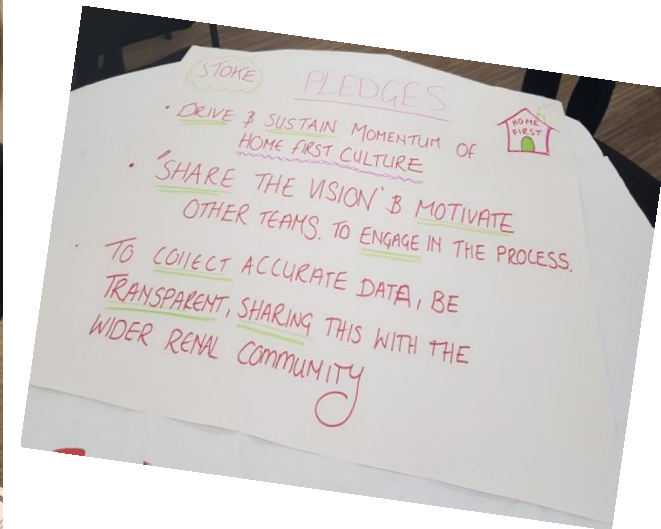 STOKE
PLEDGES
HOME
FIRST
• DRIVE & SUSTAIN MOMENTUM OF
HOME FIRST CULTURE
• 'SHARE THE VISION' & MOTIVATE
OTHER TEAMS. TO ENGAGE IN THE PROCESS.
• TO COLLECT ACCURATE DATA, BE
TRANSPARENT, SHARING THIS WITH THE
WIDER RENAL COMMUNITY